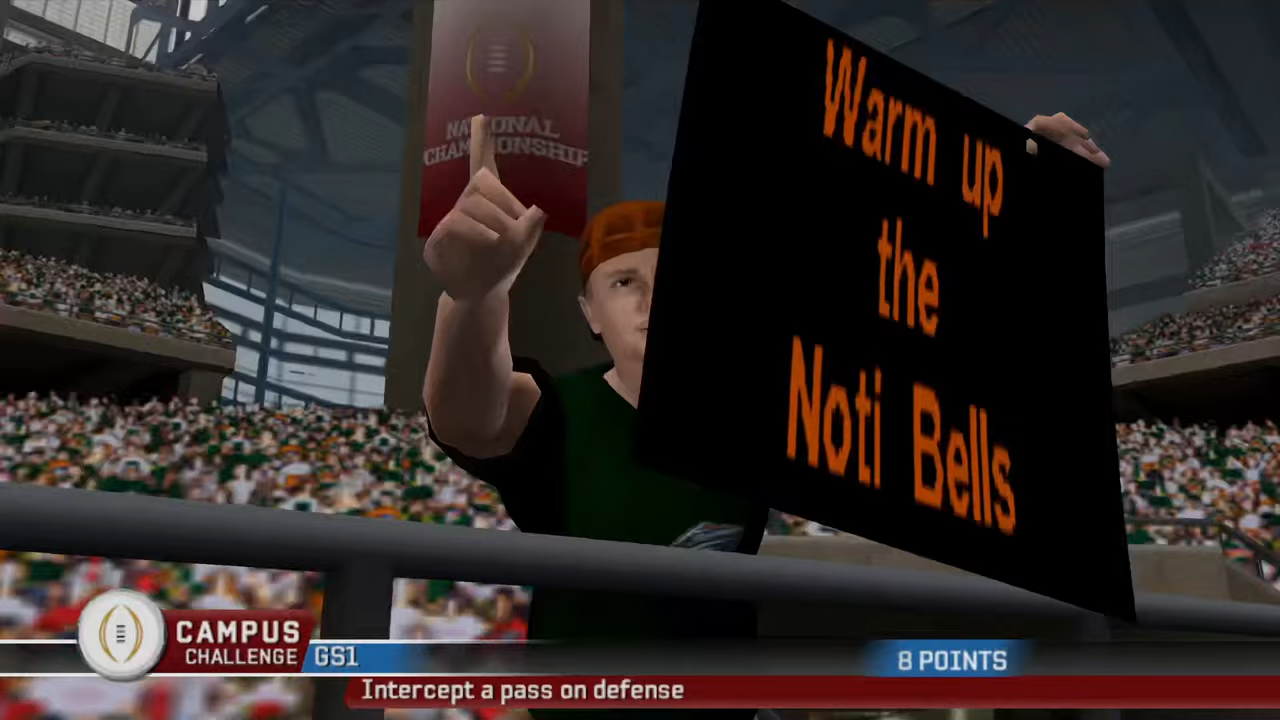 NATIONAL
CHAMPIONSHIP
Warm up
the
Noti Bells
CAMPUS
CHALLENGE
GS1
8 POINTS
Intercept a pass on defense